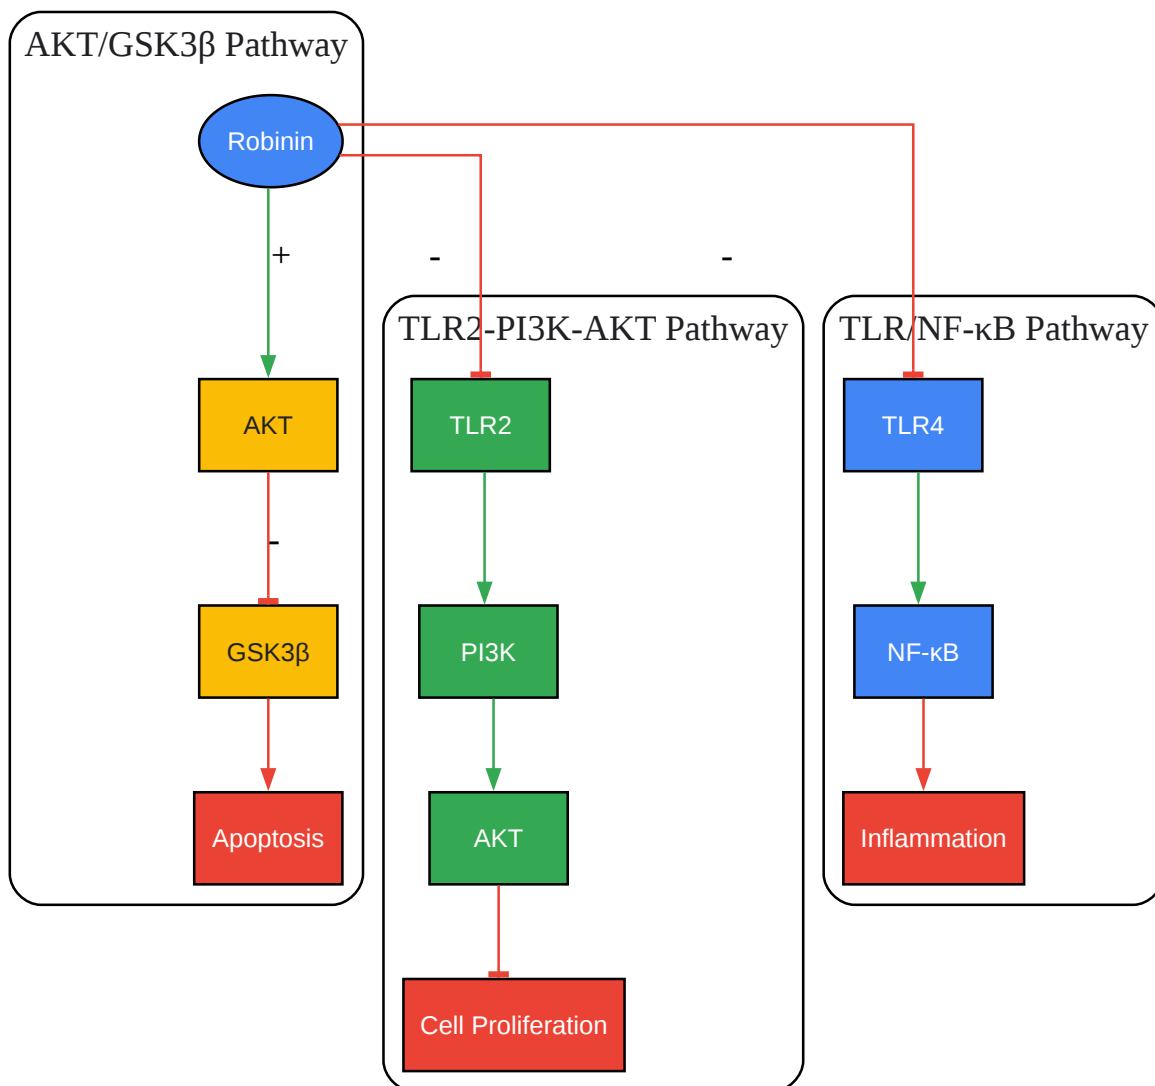 AKT/GSK3β Pathway
Robinin
+
-
-
TLR2-PI3K-AKT Pathway
TLR/NF-κB Pathway
AKT
TLR2
TLR4
-
GSK3β
PI3K
NF-κB
Apoptosis
AKT
Inflammation
Cell Proliferation